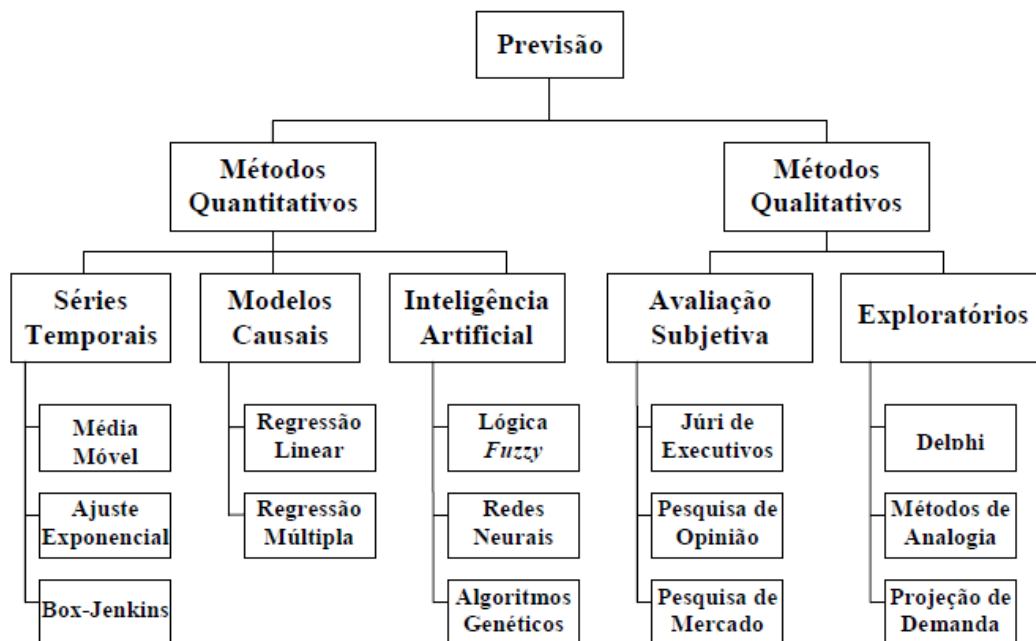 Previsão
Métodos
Quantitativos
Métodos
Qualitativos
Séries
Temporais
Modelos
Causais
Inteligência
Artificial
Avaliação
Subjetiva
Exploratórios
Média
Móvel
Ajuste
Exponencial
Box-Jenkins
Regressão
Linear
Regressão
Múltipla
Lógica
Fuzzy
Redes
Neurais
Algoritmos
Genéticos
Júri de
Executivos
Pesquisa de
Opinião
Pesquisa de
Mercado
Delphi
Métodos de
Analogia
Projeção de
Demanda